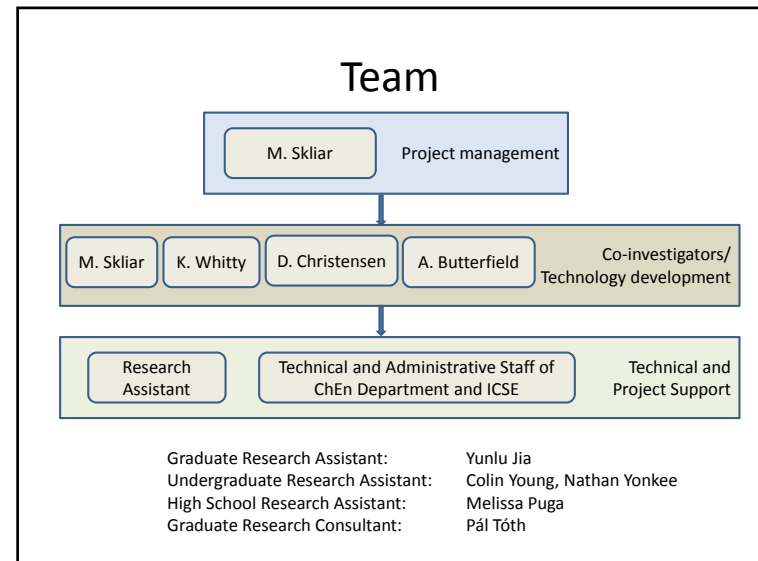 Team
M. Skliar
Project management
M. Skliar
K. Whitty
D. Christensen
A. Butterfield
Co-investigators/
Technology development
Research
Assistant
Technical and Administrative Staff of
ChEn Department and ICSE
Technical and
Project Support
Graduate Research Assistant: Yunlu Jia
Undergraduate Research Assistant: Colin Young, Nathan Yonkee
High School Research Assistant: Melissa Puga
Graduate Research Consultant: Pál Tóth